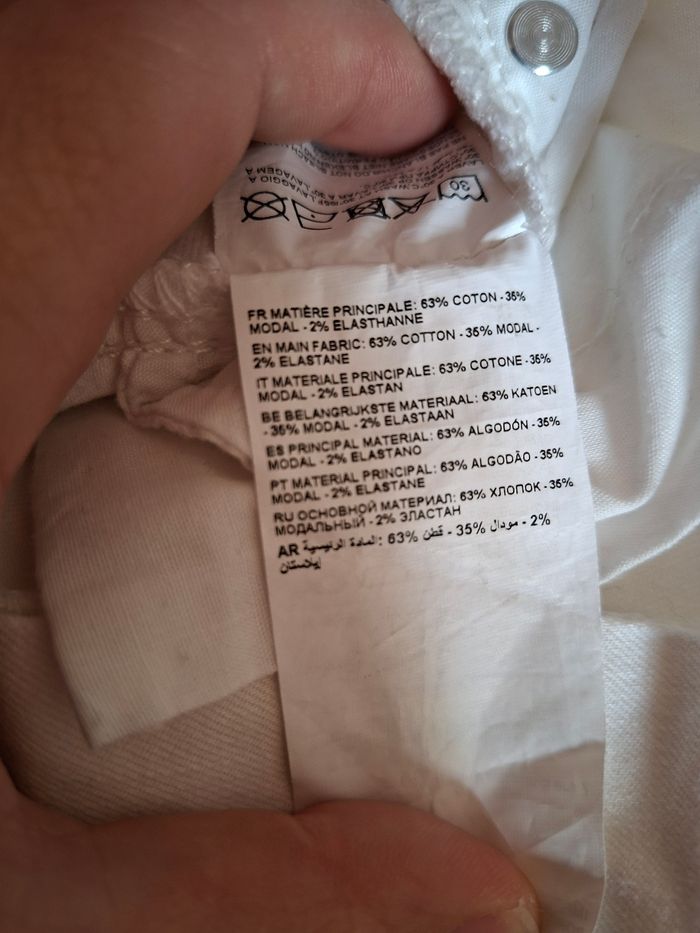 LAVAGEM A
LAVAGGIO A
30
FR MATIÈRE PRINCIPALE: 63% COTON - 35%
MODAL - 2% ELASTHANNE
EN MAIN FABRIC: 63% COTTON - 35% MODAL -
2% ELASTANE
IT MATERIALE PRINCIPALE: 63% COTONE - 35%
MODAL - 2% ELASTAN
BE BELANGRIJKSTE MATERIAAL: 63% KATOEN
- 35% MODAL - 2% ELASTAAN
ES PRINCIPAL MATERIAL: 63% ALGODÓN - 35%
MODAL - 2% ELASTANO
PT MATERIAL PRINCIPAL: 63% ALGODÃO - 35%
MODAL - 2% ELASTANE
RU ОСНОВНОЙ МАТЕРИАЛ: 63% ХЛОПОК - 35%
МОДАЛЬНЫЙ - 2% ЭЛАСТАН
AR المادة الرئيسية: 63% قطن - 35% مودال - 2%
إيلاستان